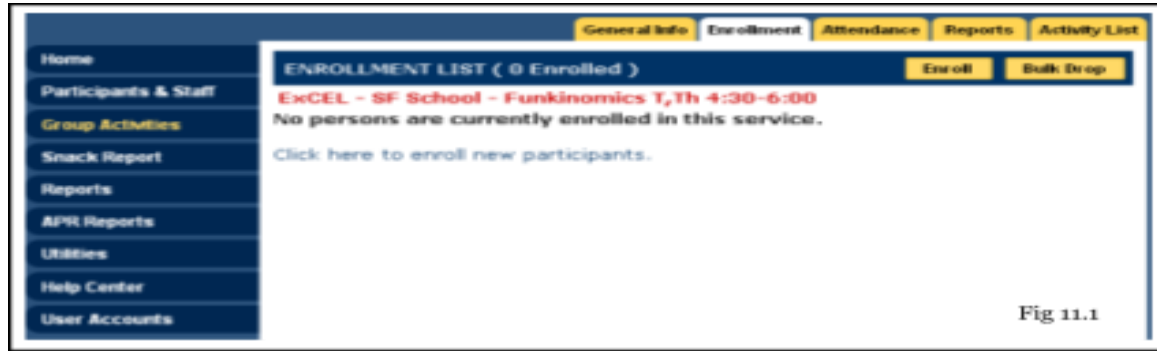 General Info Enrollment Attendance Reports Activity List
Home
Participants & Staff
Group Activities
Snack Report
Reports
APR Reports
Utilities
Help Center
User Accounts
ENROLLMENT LIST ( 0 Enrolled ) Enroll Bulk Drop
ExCEL - SF School - Funkinomics T,Th 4:30-6:00
No persons are currently enrolled in this service.
Click here to enroll new participants.
Fig 11.1